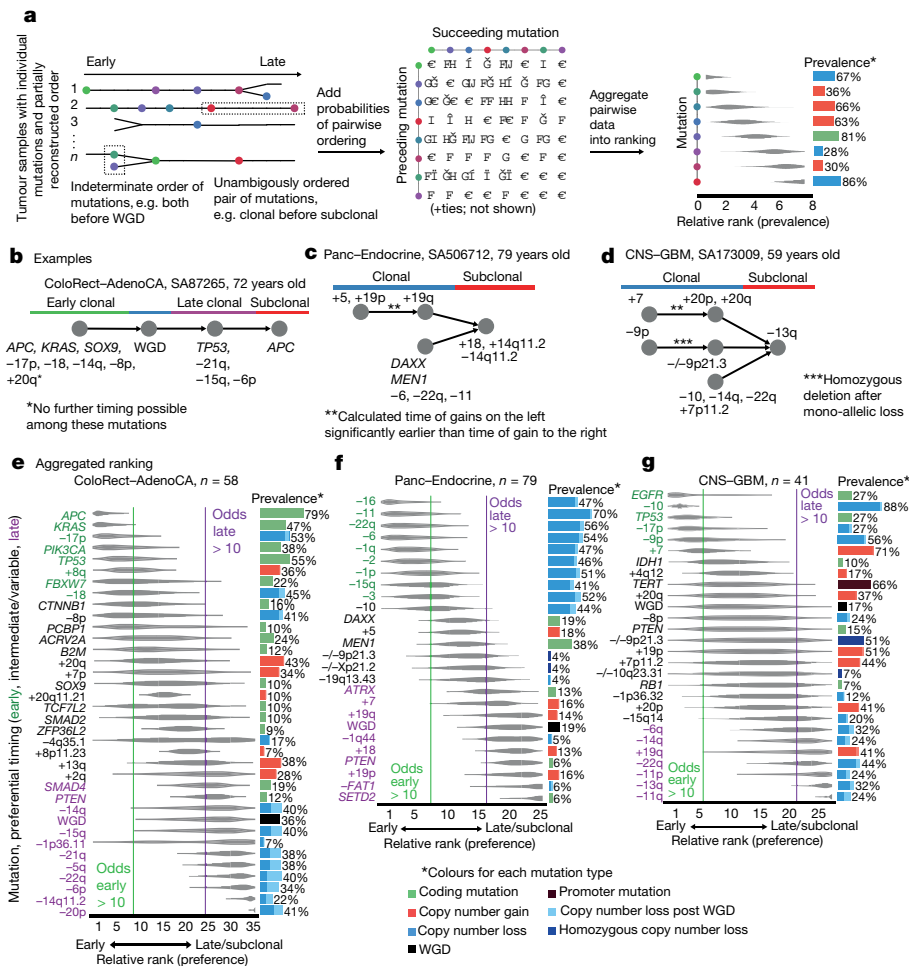 a
Tumour samples with individual
mutations and partially
reconstructed order
Early
Late
1
2
3
n
Indeterminate order of
mutations, e.g. both
before WGD
Unambiguously ordered
pair of mutations,
e.g. clonal before subclonal
Add
probabilities
of pairwise
ordering
Succeeding mutation
Preceding mutation
(+ties; not shown)
Aggregate
pairwise
data
into ranking
Mutation
Prevalence*
67%
36%
66%
63%
81%
28%
30%
86%
0 2 4 6 8
Relative rank (prevalence)
b Examples
ColoRect–AdenoCA, SA87265, 72 years old
Early clonal
Late clonal
Subclonal
APC, KRAS, SOX9,
–17p, –18, –14q, –8p,
+20q*
WGD
TP53,
–21q,
–15q, –6p
APC
*No further timing possible
among these mutations
c Panc–Endocrine, SA506712, 79 years old
Clonal
Subclonal
+5, +19p
+19q
**
+18, +14q11.2
–14q11.2
DAXX
MEN1
–6, –22q, –11
**Calculated time of gains on the left
significantly earlier than time of gain to the right
d CNS–GBM, SA173009, 59 years old
Clonal
Subclonal
+7
+20p, +20q
**
–9p
–13q
***
–/–9p21.3
–10, –14q, –22q
+7p11.2
***Homozygous
deletion after
mono-allelic loss
e Aggregated ranking
ColoRect–AdenoCA, n = 58
Mutation, preferential timing (early, intermediate/variable, late)
Prevalence*
Odds
late
> 10
APC 79%
KRAS 47%
–17p 53%
PIK3CA 38%
TP53 55%
+8q 36%
FBXW7 22%
–18 45%
CTNNB1 16%
–8p 41%
PCBP1 10%
ACRV2A 24%
B2M 12%
+20q 43%
+7p 34%
SOX9 10%
+20q11.21 10%
TCF7L2 10%
SMAD2 10%
ZFP36L2 9%
–4q35.1 17%
+8p11.23 7%
+13q 38%
+2q 28%
SMAD4 19%
PTEN 12%
–14q 40%
WGD 36%
–15q 40%
–1p36.11 7%
–21q 38%
–5q 38%
–22q 40%
–6p 34%
–14q11.2 22%
–20p 41%
Odds
early
> 10
1 5 10 15 20 25 30 35
Early
Late/subclonal
Relative rank (preference)
f
Panc–Endocrine, n = 79
Prevalence*
Odds
late
> 10
–16 47%
–11 70%
–22q 56%
–6 54%
–1q 47%
–2 46%
–1p 51%
–15q 41%
–3 52%
–10 44%
DAXX 19%
+5 18%
MEN1 38%
–/–9p21.3 4%
–/–Xp21.2 4%
–19q13.43 4%
ATRX 13%
+7 16%
+19q 14%
WGD 19%
–1q44 5%
+18 13%
PTEN 6%
+19p 16%
–FAT1 6%
SETD2 6%
Odds
early
> 10
1 5 10 15 20 25
Early
Late/subclonal
Relative rank (preference)
g
CNS–GBM, n = 41
Prevalence*
Odds
late
> 10
EGFR 27%
–10 88%
TP53 27%
–17p 27%
–9p 56%
+7 71%
IDH1 10%
+4q12 17%
TERT 66%
+20q 37%
WGD 17%
–8p 24%
PTEN 15%
–/–9p21.3 51%
+19p 51%
+7p11.2 44%
–/–10q23.31 7%
RB1 7%
–1p36.32 12%
+20p 41%
–15q14 20%
–6q 32%
–14q 24%
+19q 41%
–22q 44%
–11p 24%
–13q 32%
–11q 24%
Odds
early
> 10
1 5 10 15 20 25
Early
Late/subclonal
Relative rank (preference)
*Colours for each mutation type
Coding mutation
Copy number gain
Copy number loss
WGD
Promoter mutation
Copy number loss post WGD
Homozygous copy number loss